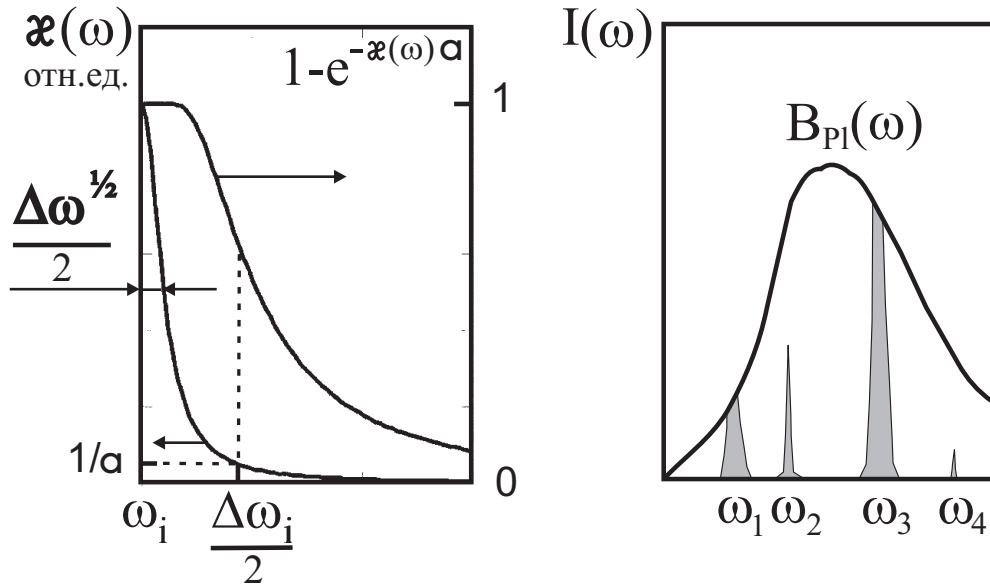 æ(ω)
отн.ед.
1-e^-æ(ω)a
1
Δω^½
2
1/a
0
ω_i
Δω_i
2
I(ω)
B_Pl(ω)
ω_1 ω_2 ω_3 ω_4